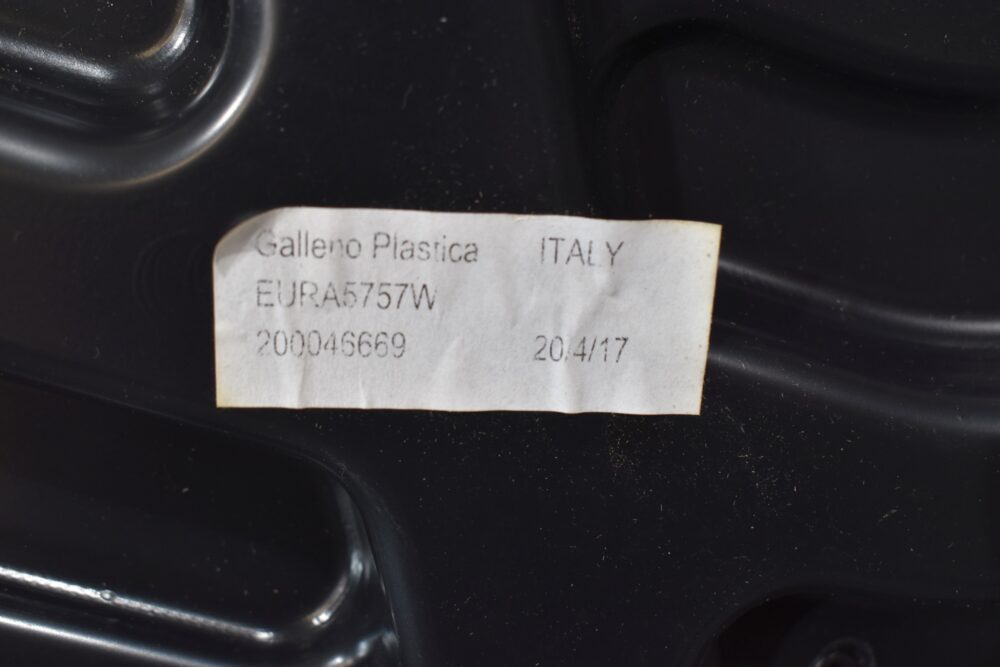 Galleno Plastica ITALY
EURA5757W
200046669 20/4/17